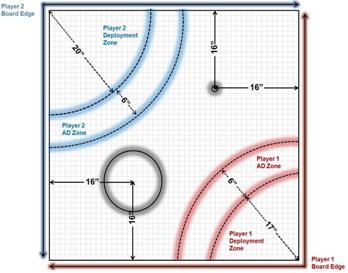 Player 2
Board Edge
Player 2
Deployment
Zone
20"
6"
16"
16"
Player 2
AD Zone
Player 1
AD Zone
16"
6"
17"
16"
Player 1
Deployment
Zone
Player 1
Board Edge